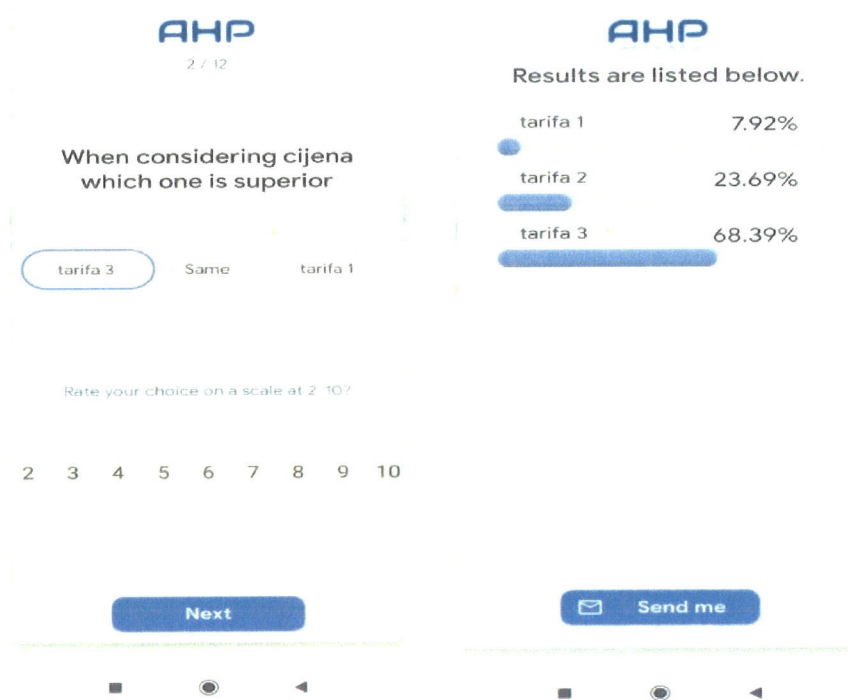 AHP
2 / 12
When considering cijena
which one is superior
tarifa 3 Same tarifa 1
Rate your choice on a scale at 2-10?
2 3 4 5 6 7 8 9 10
Next
AHP
Results are listed below.
tarifa 1 7.92%
tarifa 2 23.69%
tarifa 3 68.39%
Send me